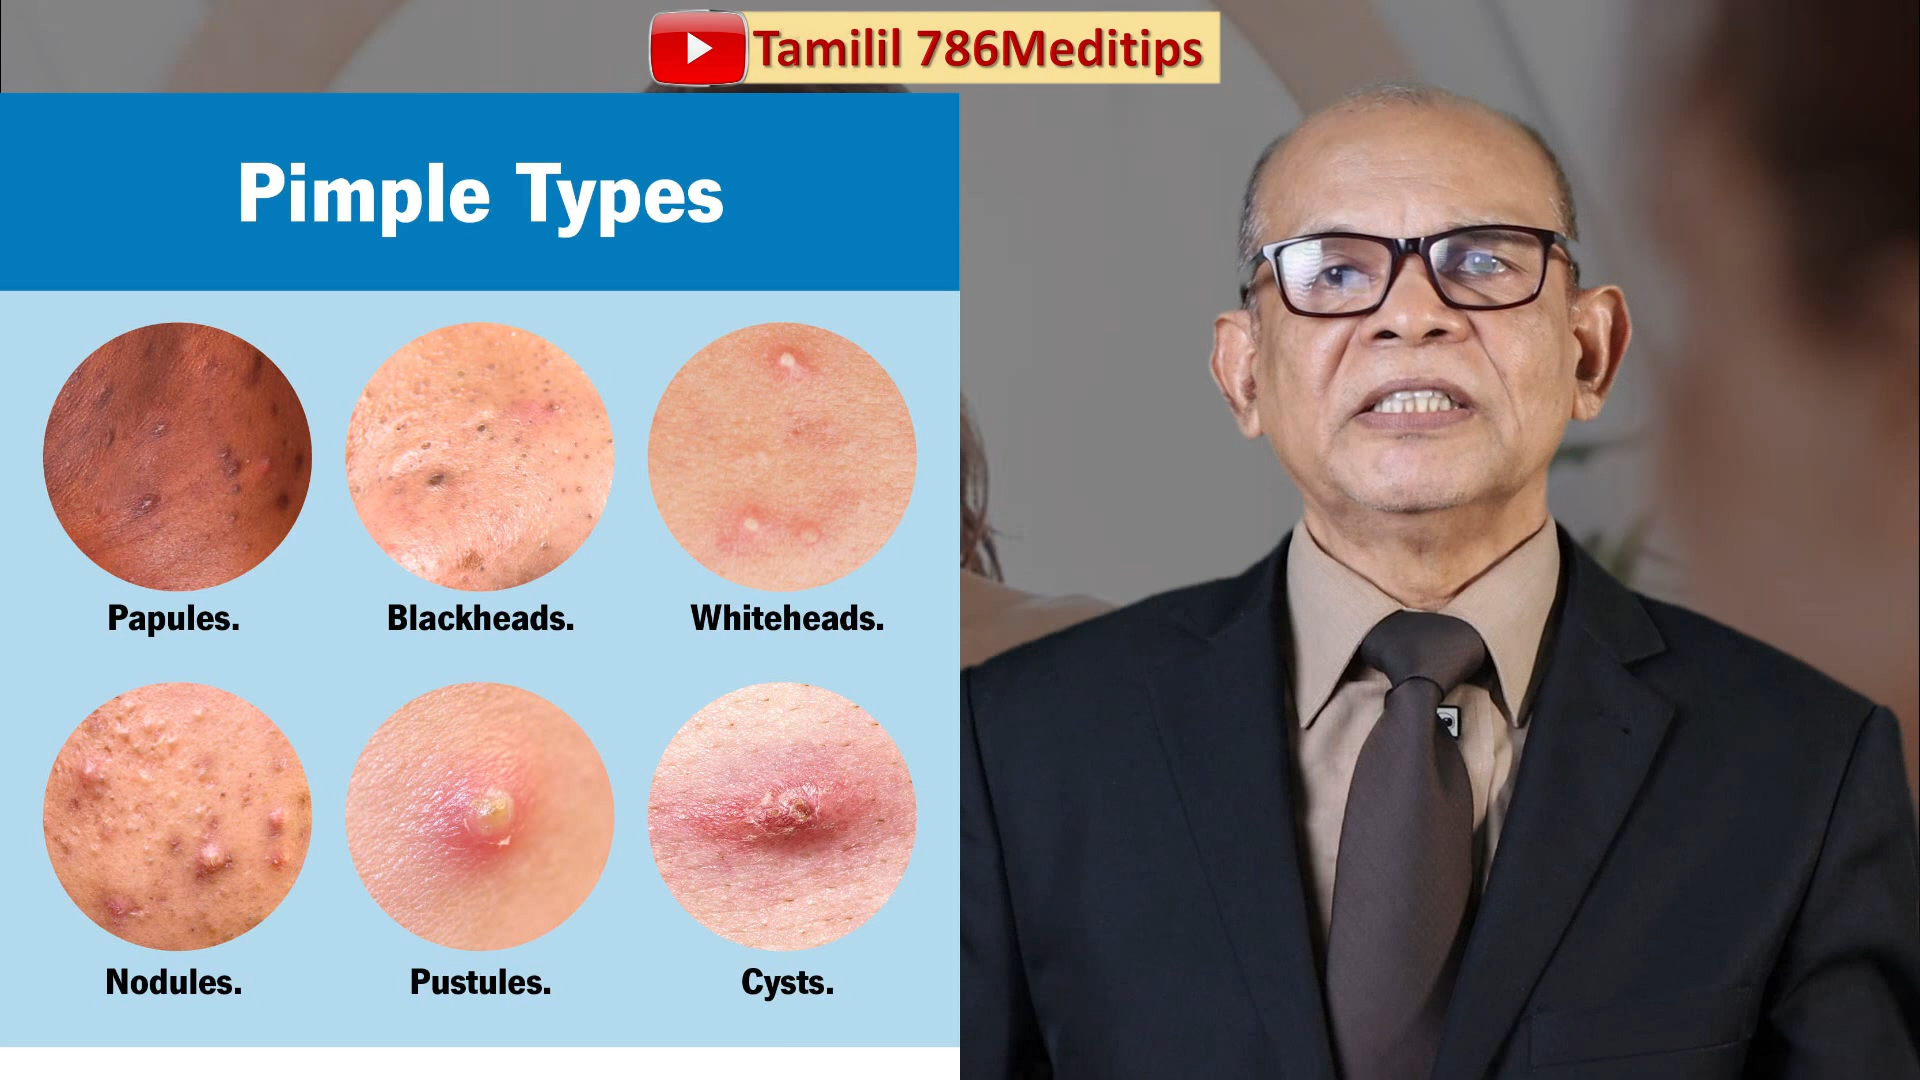 Tamilil 786Meditips
Pimple Types
Papules.
Blackheads.
Whiteheads.
Nodules.
Pustules.
Cysts.